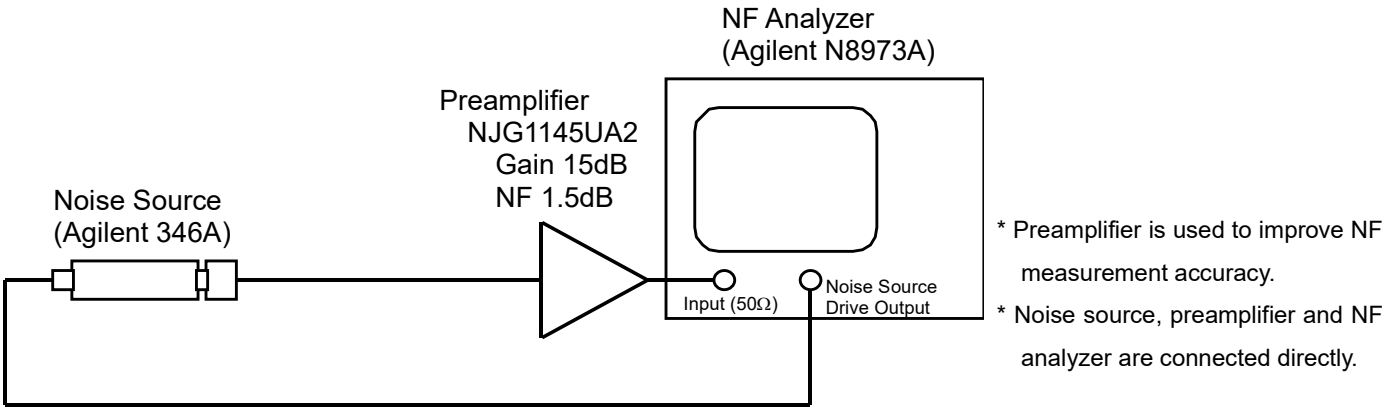 NF Analyzer
(Agilent N8973A)
Preamplifier
NJG1145UA2
Gain 15dB
NF 1.5dB
Noise Source
(Agilent 346A)
Input (50Ω)
Noise Source
Drive Output
* Preamplifier is used to improve NF
measurement accuracy.
* Noise source, preamplifier and NF
analyzer are connected directly.